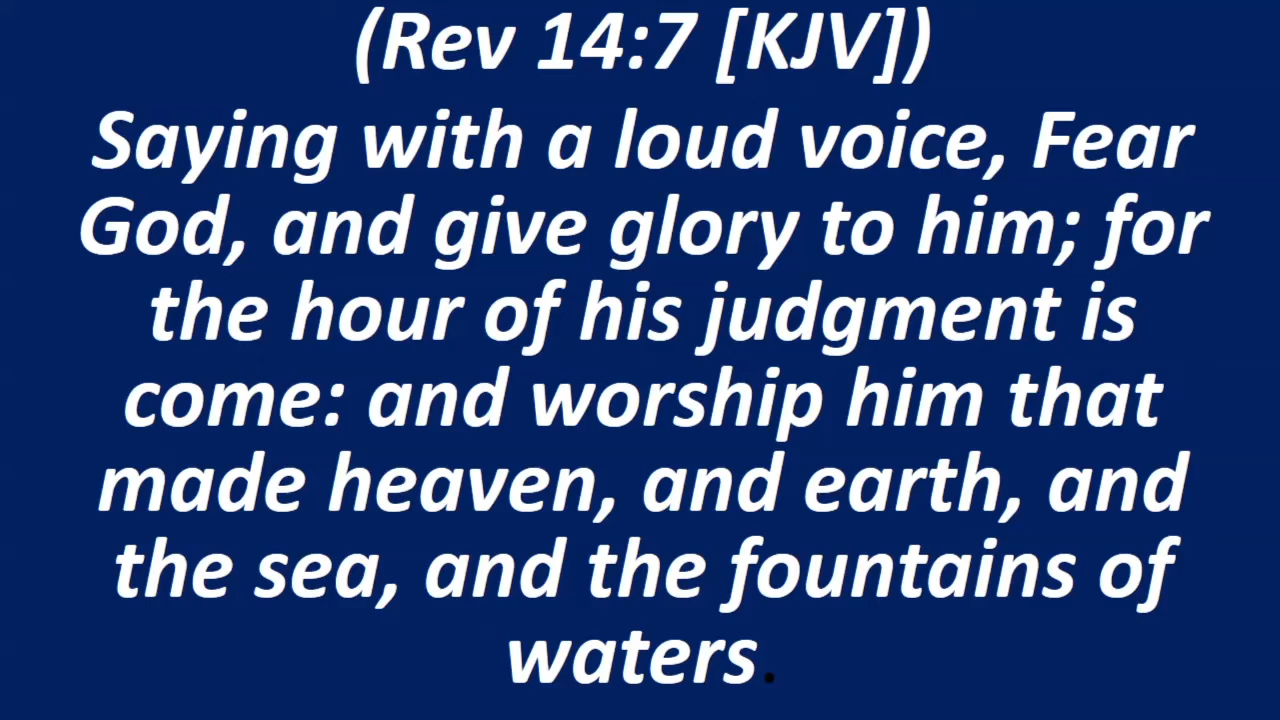 (Rev 14:7 [KJV])
Saying with a loud voice, Fear
God, and give glory to him; for
the hour of his judgment is
come: and worship him that
made heaven, and earth, and
the sea, and the fountains of
waters.